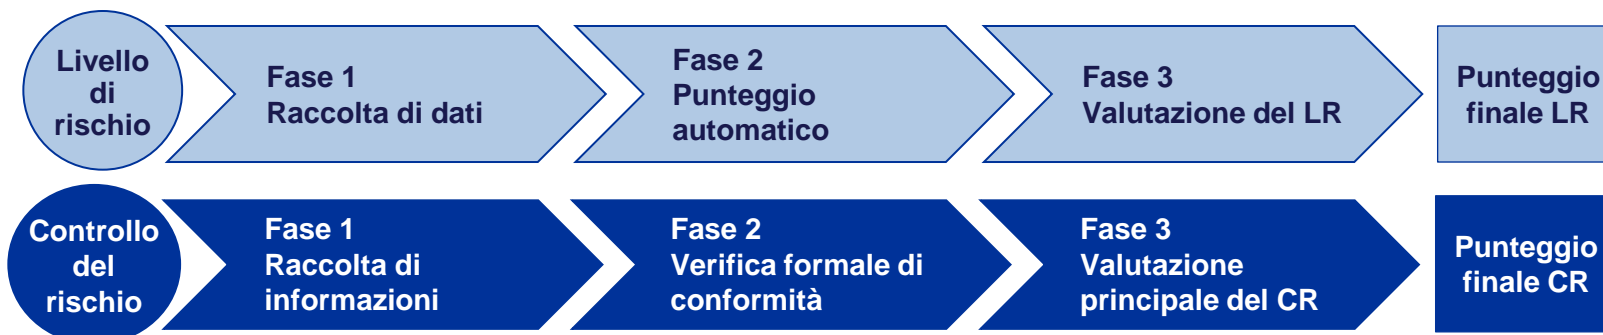 Livello
di
rischio
Fase 1
Raccolta di dati
Fase 2
Punteggio
automatico
Fase 3
Valutazione del LR
Punteggio
finale LR
Controllo
del
rischio
Fase 1
Raccolta di
informazioni
Fase 2
Verifica formale di
conformità
Fase 3
Valutazione
principale del CR
Punteggio
finale CR